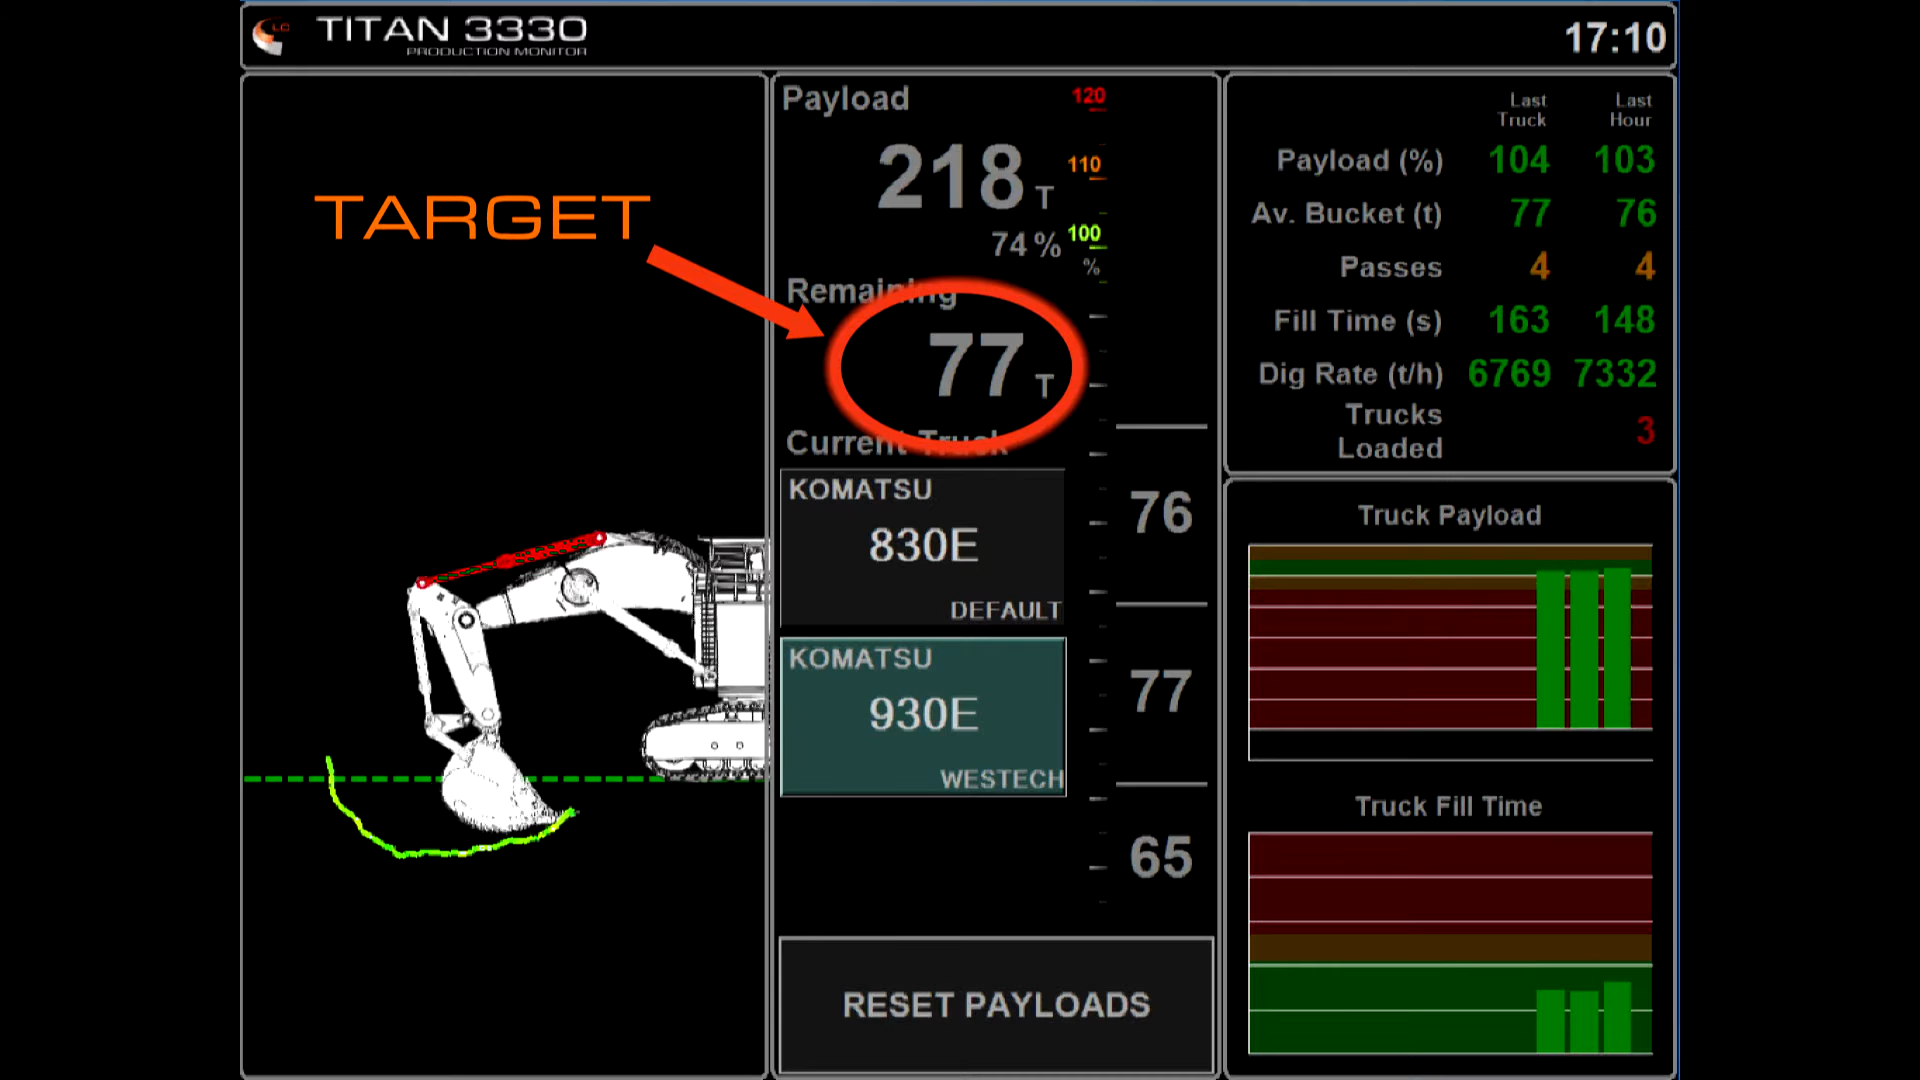 LC
TITAN 3330
PRODUCTION MONITOR
17:10
TARGET
Payload
218 T
74 %
Remaining
77 T
Current Truck
KOMATSU
830E
DEFAULT
KOMATSU
930E
WESTECH
120
110
100
%
76
77
65
RESET PAYLOADS
Last Truck
Last Hour
Payload (%) 104 103
Av. Bucket (t) 77 76
Passes 4 4
Fill Time (s) 163 148
Dig Rate (t/h) 6769 7332
Trucks
Loaded 3
Truck Payload
Truck Fill Time